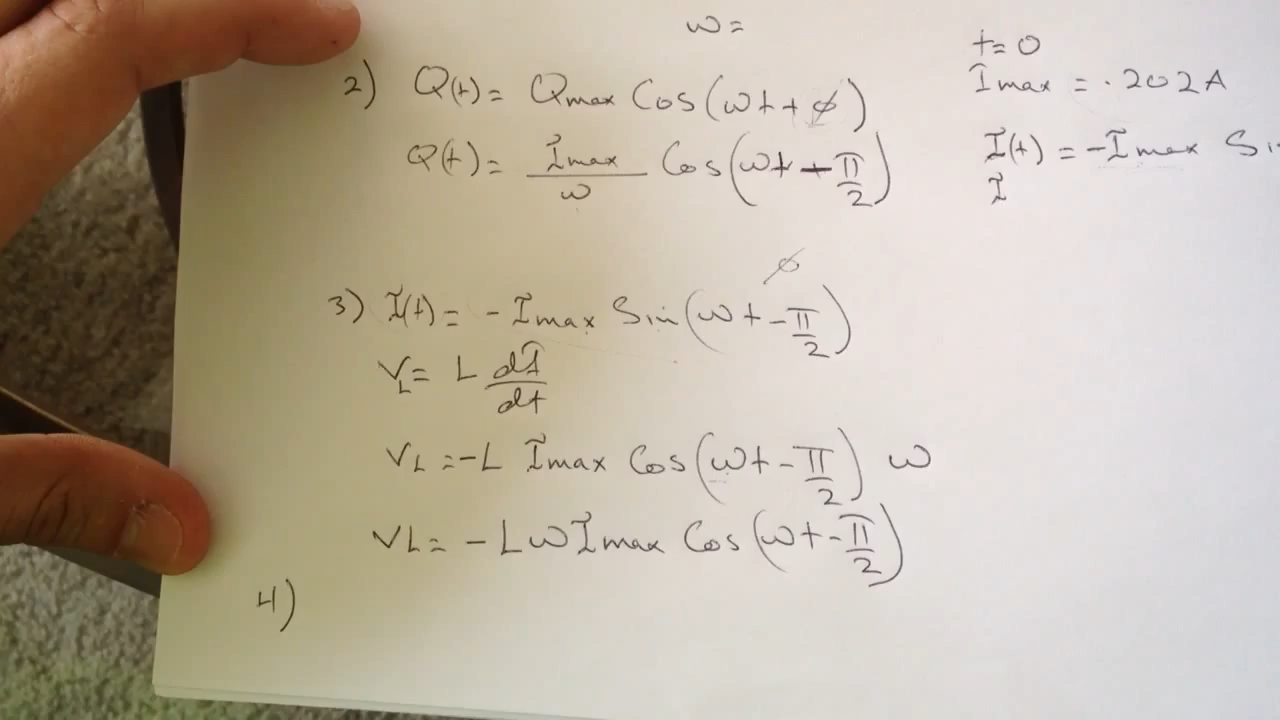 ω =
2) Q(t) = Qmax Cos(ωt + ϕ)
Q(t) = Imax/ω Cos(ωt - π/2)
t = 0
Imax = .202A
I(t) = -Imax
I
ϕ
3) I(t) = - Imax Sin(ωt - π/2)
VL = L dI/dt
VL = -L Imax Cos(ωt - π/2) ω
VL = - LωImax Cos(ωt - π/2)
4)